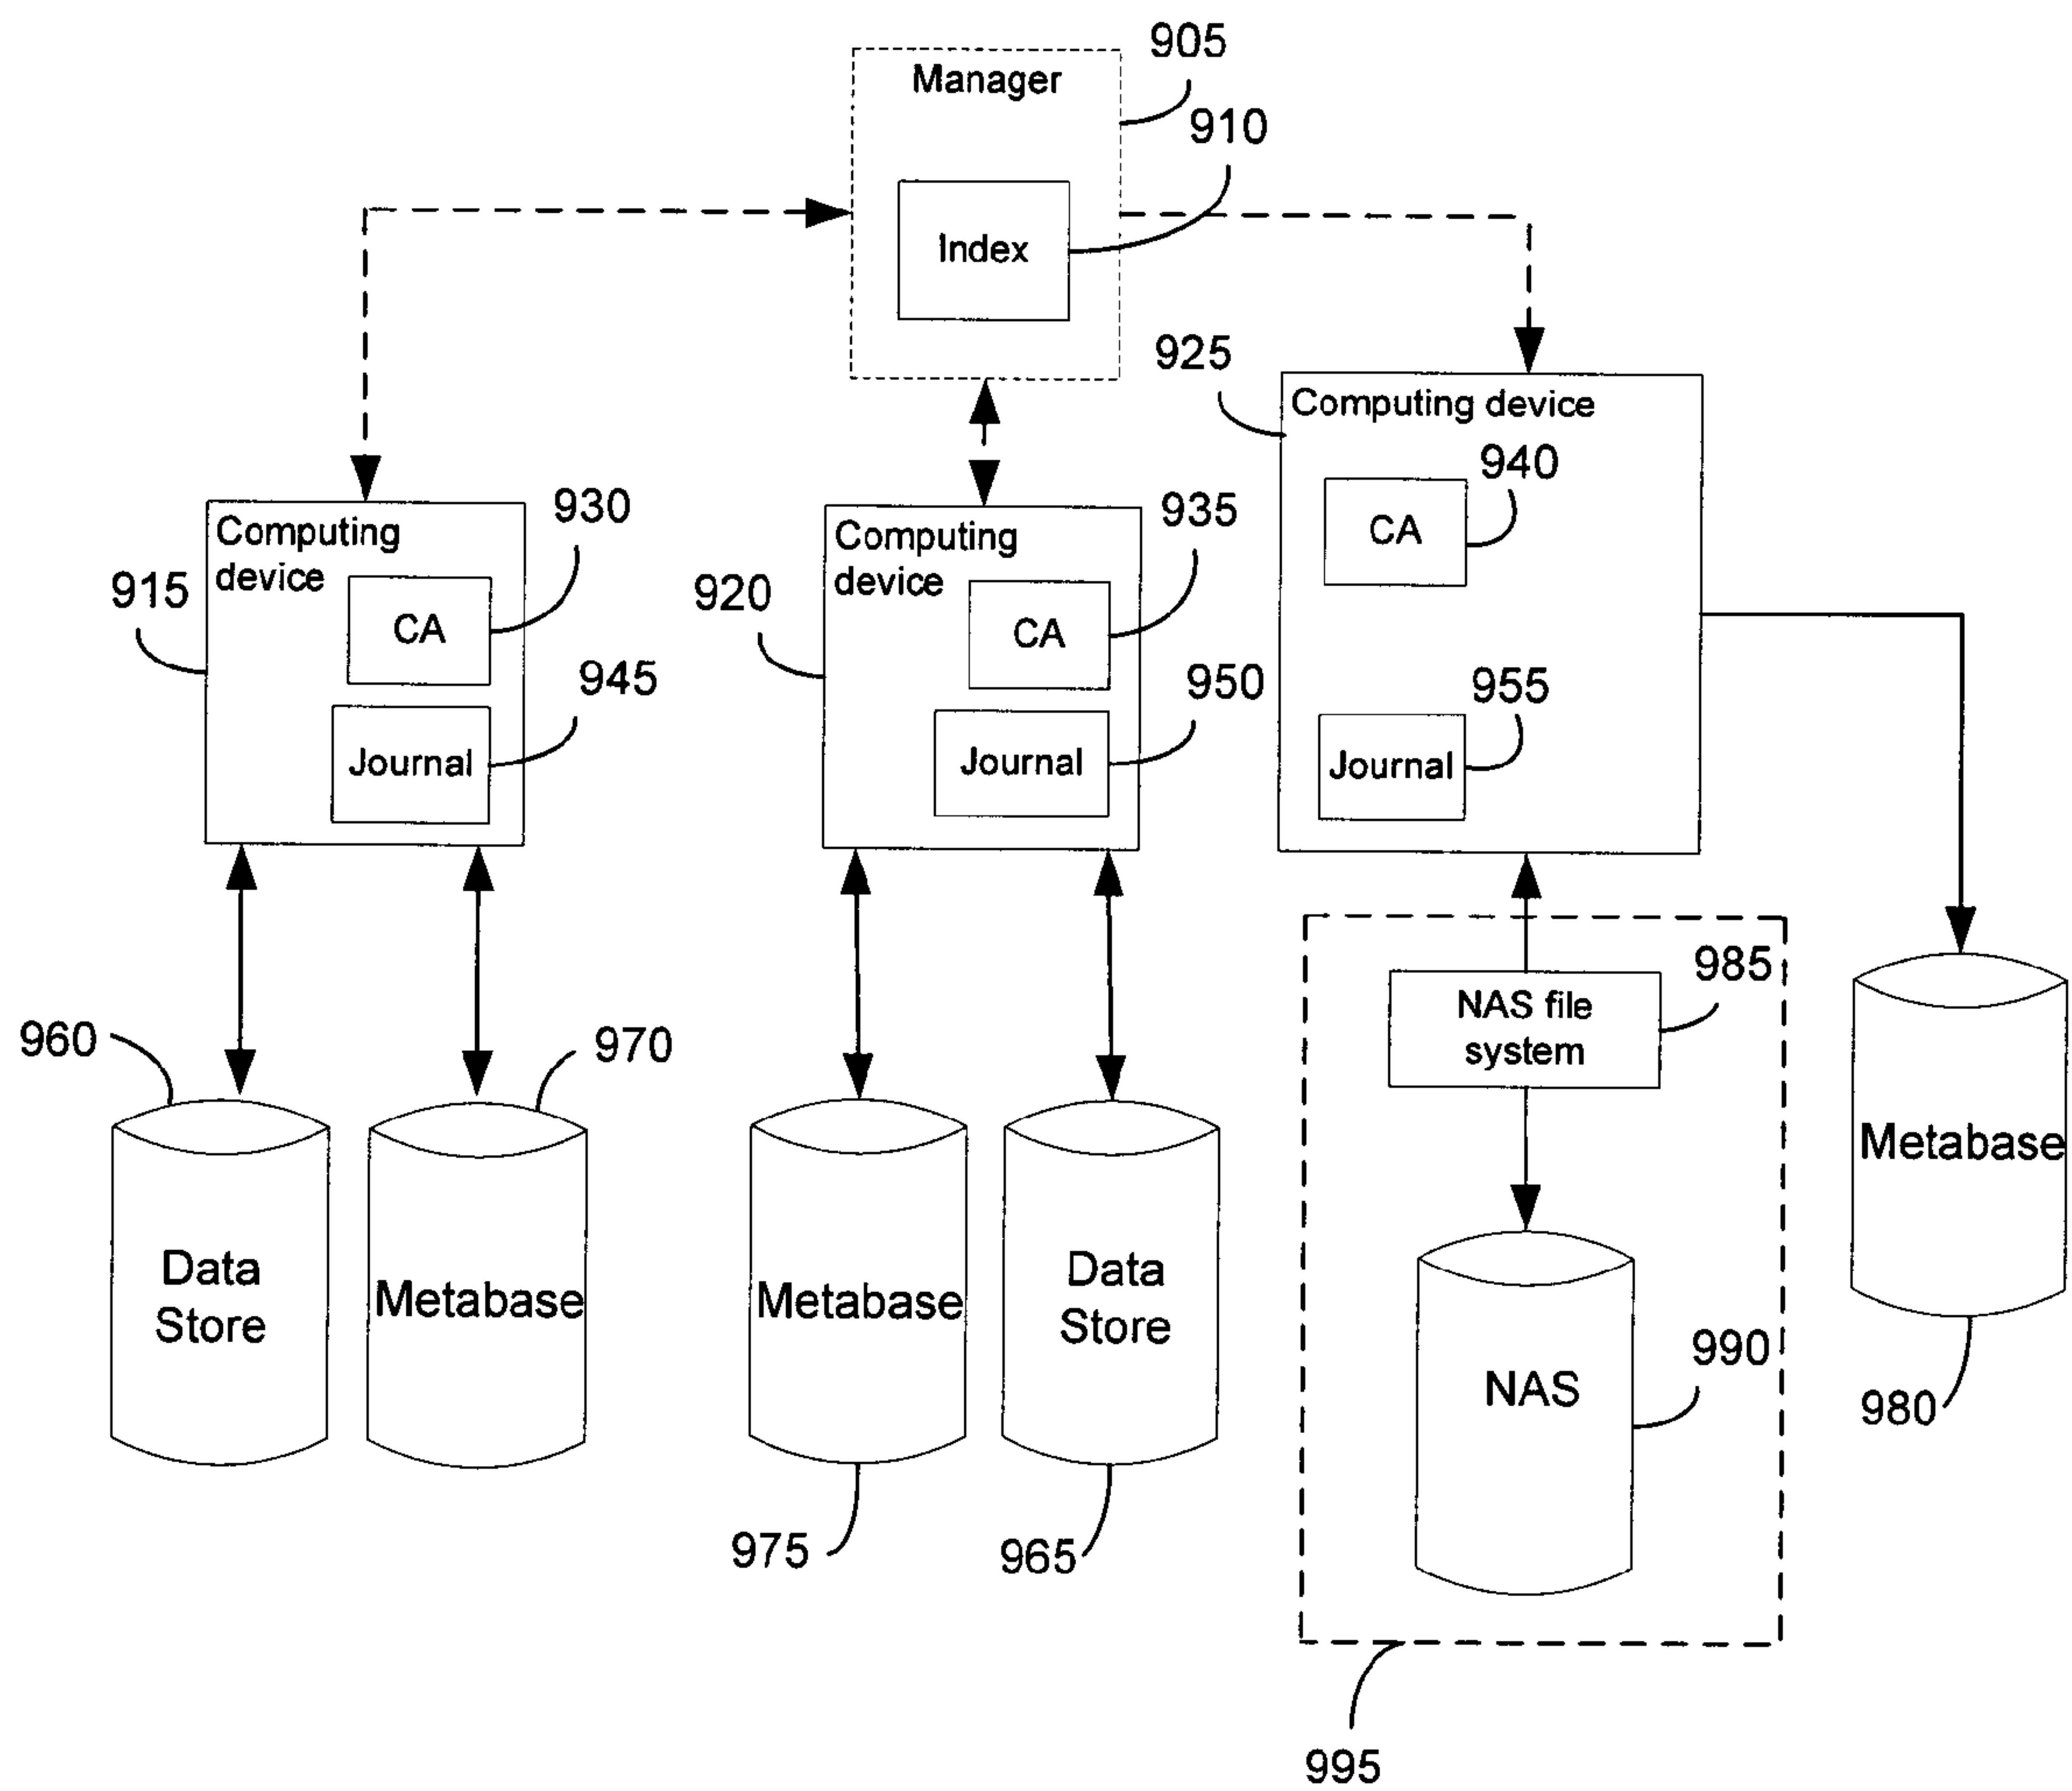 905
Manager
910
Index
925
Computing device
940
CA
930
935
Computing
device
Computing
device
915
CA
920
CA
945
950
955
Journal
Journal
Journal
985
NAS file
system
960
970
Metabase
Data
Store
Metabase
Metabase
Data
Store
990
NAS
980
975
965
995